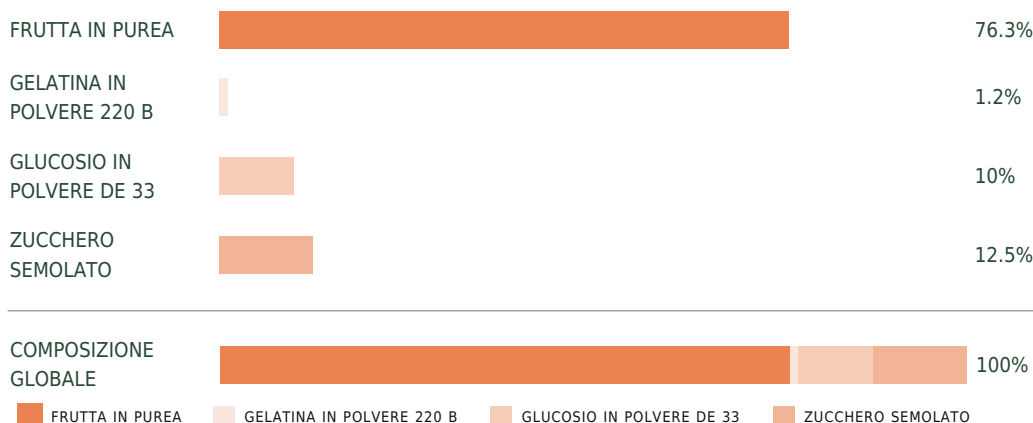 FRUTTA IN PUREA
76.3%
GELATINA IN
POLVERE 220 B
1.2%
GLUCOSIO IN
POLVERE DE 33
10%
ZUCCHERO
SEMOLATO
12.5%
COMPOSIZIONE
GLOBALE
100%
FRUTTA IN PUREA GELATINA IN POLVERE 220 B GLUCOSIO IN POLVERE DE 33 ZUCCHERO SEMOLATO